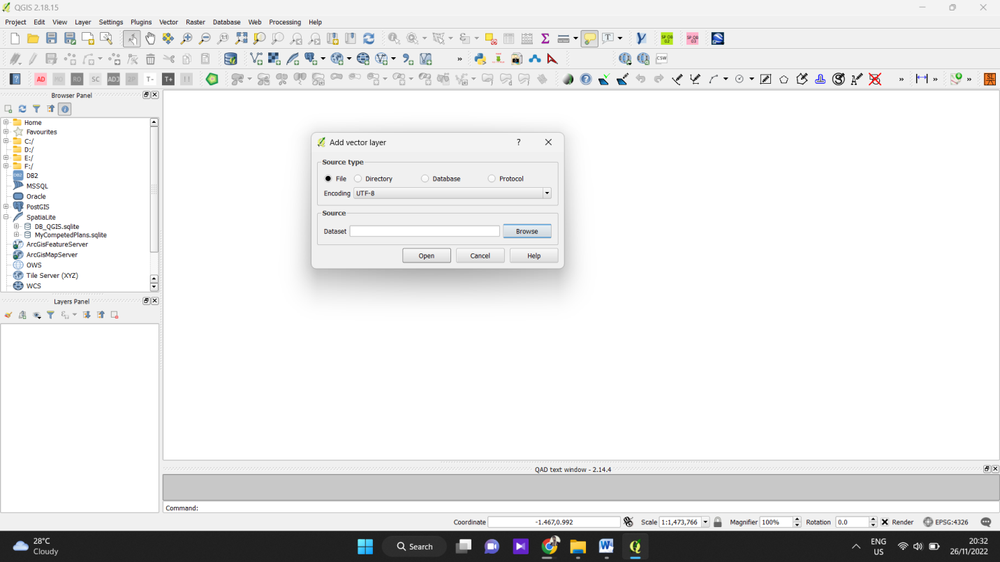 QGIS 2.18.15
Project Edit View Layer Settings Plugins Vector Raster Database Web Processing Help
SP QB 02
SP QB 03
CSW
AD MO RO SC ADJ 2P T- T+ !!
Browser Panel
Home
Favourites
C:/
D:/
E:/
F:/
DB2
MSSQL
Oracle
PostGIS
SpatiaLite
DB_QGIS.sqlite
MyCompetedPlans.sqlite
ArcGisFeatureServer
ArcGisMapServer
OWS
Tile Server (XYZ)
WCS
Layers Panel
Add vector layer
Source type
File Directory Database Protocol
Encoding UTF-8
Source
Dataset Browse
Open Cancel Help
QAD text window - 2.14.4
Command:
Coordinate -1.467,0.992 Scale 1:1,473,766 Magnifier 100% Rotation 0.0 Render EPSG:4326
28°C
Cloudy
Search
ENG
US
20:32
26/11/2022